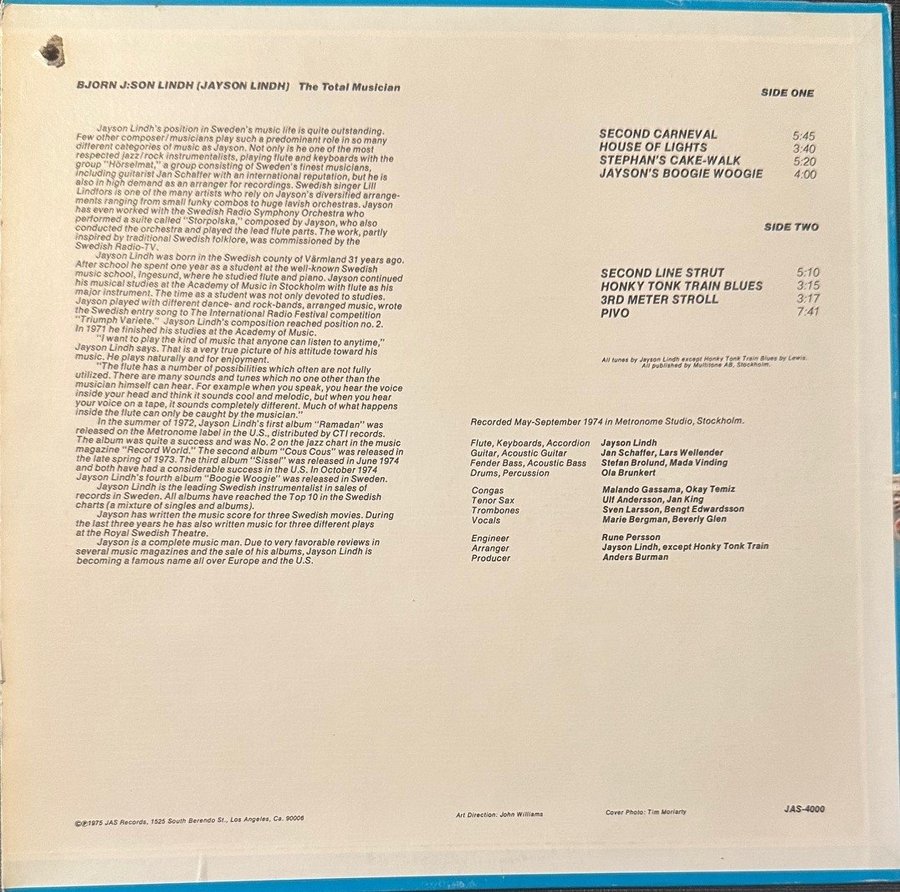 BJORN J:SON LINDH (JAYSON LINDH) The Total Musician
Jayson Lindh's position in Sweden's music life is quite outstanding.
Few other composer/musicians play such a predominant role in so many
different categories of music as Jayson. Not only is he one of the most
respected jazz/rock instrumentalists, playing flute and keyboards with the
group "Hörselmat," a group consisting of Sweden's finest musicians,
including guitarist Jan Schaffer with an international reputation, but he is
also in high demand as an arranger for recordings. Swedish singer Lill
Lindfors is one of the many artists who rely on Jayson's diversified arrange-
ments ranging from small funky combos to huge lavish orchestras. Jayson
has even worked with the Swedish Radio Symphony Orchestra who
performed a suite called "Storpolska," composed by Jayson, who also
conducted the orchestra and played the lead flute parts. The work, partly
inspired by traditional Swedish folklore, was commissioned by the
Swedish Radio-TV.
Jayson Lindh was born in the Swedish county of Värmland 31 years ago.
After school he spent one year as a student at the well-known Swedish
music school, Ingesund, where he studied flute and piano. Jayson continued
his musical studies at the Academy of Music in Stockholm with flute as his
major instrument. The time as a student was not only devoted to studies.
Jayson played with different dance- and rock-bands, arranged music, wrote
the Swedish entry song to The International Radio Festival competition
"Triumph Variete." Jayson Lindh's composition reached position no. 2.
In 1971 he finished his studies at the Academy of Music.
"I want to play the kind of music that anyone can listen to anytime,"
Jayson Lindh says. That is a very true picture of his attitude toward his
music. He plays naturally and for enjoyment.
"The flute has a number of possibilities which often are not fully
utilized. There are many sounds and tunes which no one other than the
musician himself can hear. For example when you speak, you hear the voice
inside your head and think it sounds cool and melodic, but when you hear
your voice on a tape, it sounds completely different. Much of what happens
inside the flute can only be caught by the musician."
In the summer of 1972, Jayson Lindh's first album "Ramadan" was
released on the Metronome label in the U.S., distributed by CTI records.
The album was quite a success and was No. 2 on the jazz chart in the music
magazine "Record World." The second album "Cous Cous" was released in
the late spring of 1973. The third album "Sissel" was released in June 1974
and both have had a considerable success in the U.S. In October 1974
Jayson Lindh's fourth album "Boogie Woogie" was released in Sweden.
Jayson Lindh is the leading Swedish instrumentalist in sales of
records in Sweden. All albums have reached the Top 10 in the Swedish
charts (a mixture of singles and albums).
Jayson has written the music score for three Swedish movies. During
the last three years he has also written music for three different plays
at the Royal Swedish Theatre.
Jayson is a complete music man. Due to very favorable reviews in
several music magazines and the sale of his albums, Jayson Lindh is
becoming a famous name all over Europe and the U.S.
SIDE ONE
SECOND CARNEVAL 5:45
HOUSE OF LIGHTS 3:40
STEPHAN'S CAKE-WALK 5:20
JAYSON'S BOOGIE WOOGIE 4:00
SIDE TWO
SECOND LINE STRUT 5:10
HONKY TONK TRAIN BLUES 3:15
3RD METER STROLL 3:17
PIVO 7:41
All tunes by Jayson Lindh except Honky Tonk Train Blues by Lewis.
All published by Multitone AB, Stockholm.
Recorded May-September 1974 in Metronome Studio, Stockholm.
Flute, Keyboards, Accordion Jayson Lindh
Guitar, Acoustic Guitar Jan Schaffer, Lars Wellender
Fender Bass, Acoustic Bass Stefan Brolund, Mada Vinding
Drums, Percussion Ola Brunkert
Congas Malando Gassama, Okay Temiz
Tenor Sax Ulf Andersson, Jan King
Trombones Sven Larsson, Bengt Edwardsson
Vocals Marie Bergman, Beverly Glen
Engineer Rune Persson
Arranger Jayson Lindh, except Honky Tonk Train
Producer Anders Burman
©℗1975 JAS Records, 1525 South Berendo St., Los Angeles, Ca. 90006
Art Direction: John Williams
Cover Photo: Tim Moriarty
JAS-4000